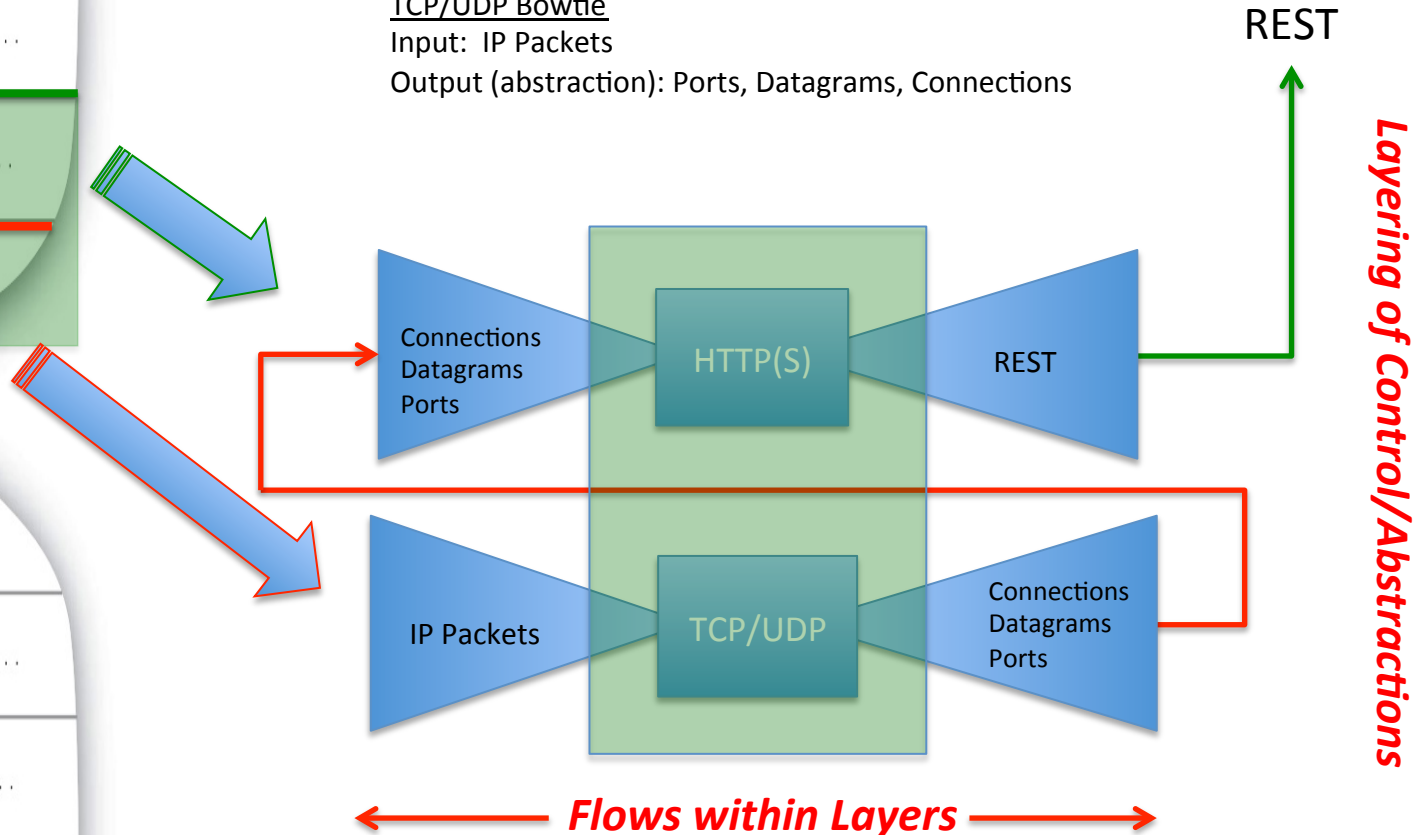 TCP/UDP Bowtie
Input: IP Packets
Output (abstraction): Ports, Datagrams, Connections
REST
Layering of Control/Abstractions
Connections
Datagrams
Ports
HTTP(S)
REST
IP Packets
TCP/UDP
Connections
Datagrams
Ports
Flows within Layers